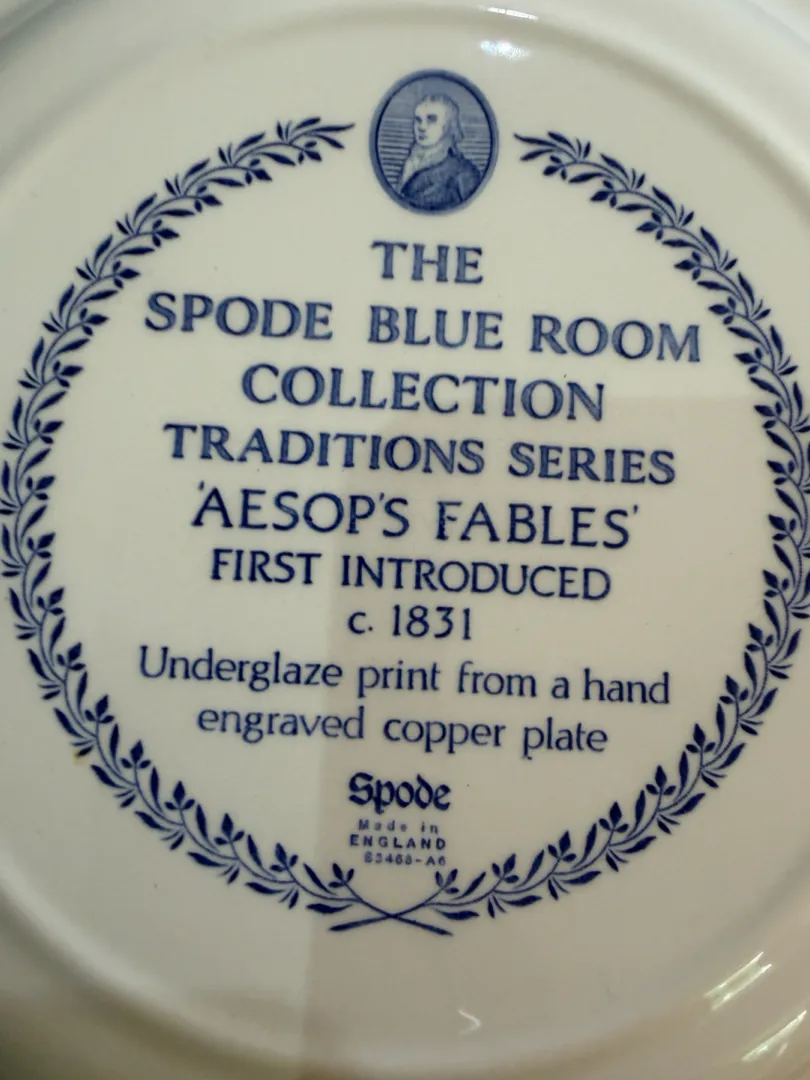 THE
SPODE BLUE ROOM
COLLECTION
TRADITIONS SERIES
'AESOP'S FABLES'
FIRST INTRODUCED
c. 1831
Underglaze print from a hand
engraved copper plate
Spode
Made in
ENGLAND